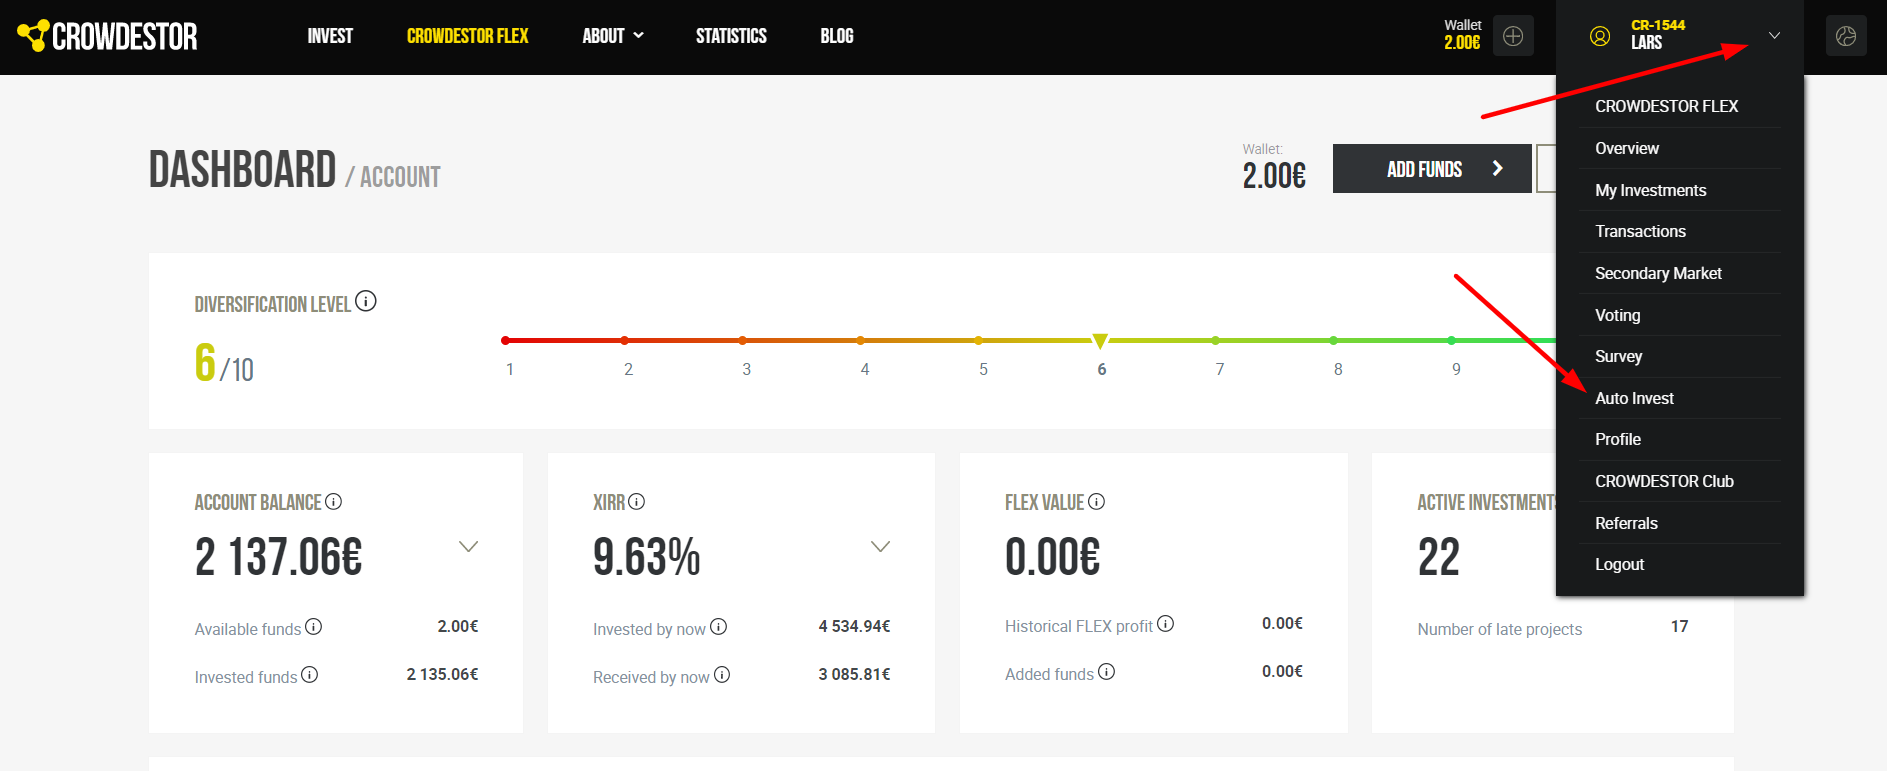 CROWDESTOR
INVEST
CROWDESTOR FLEX
ABOUT
STATISTICS
BLOG
Wallet
2.00€
CR-1544
LARS
CROWDESTOR FLEX
Overview
My Investments
Transactions
Secondary Market
Voting
Survey
Auto Invest
Profile
CROWDESTOR Club
Referrals
Logout
DASHBOARD / ACCOUNT
Wallet:
2.00€
ADD FUNDS
DIVERSIFICATION LEVEL
6/10
1 2 3 4 5 6 7 8 9
ACCOUNT BALANCE
2 137.06€
Available funds 2.00€
Invested funds 2 135.06€
XIRR
9.63%
Invested by now 4 534.94€
Received by now 3 085.81€
FLEX VALUE
0.00€
Historical FLEX profit 0.00€
Added funds 0.00€
ACTIVE INVESTMENTS
22
Number of late projects 17